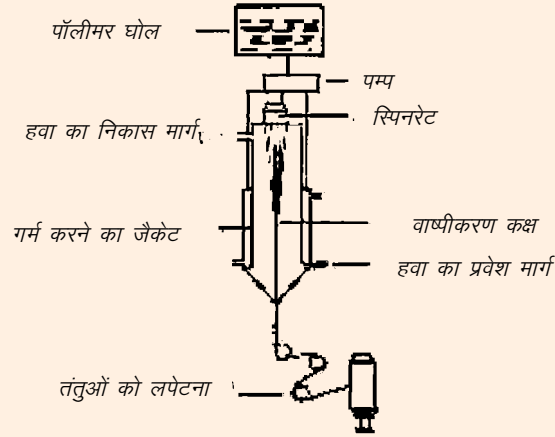 पॉलीमर घोल
पम्प
स्पिनरेट
हवा का निकास मार्ग
गर्म करने का जैकेट
वाष्पीकरण कक्ष
हवा का प्रवेश मार्ग
तंतुओं को लपेटना